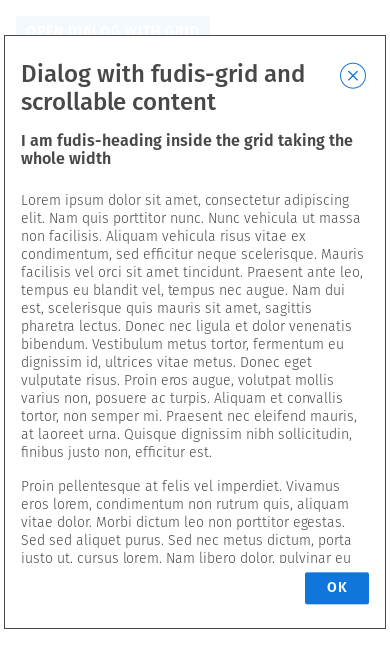 OPEN DIALOG WITH GRID
Dialog with fudis-grid and
scrollable content
I am fudis-heading inside the grid taking the
whole width
Lorem ipsum dolor sit amet, consectetur adipiscing
elit. Nam quis porttitor nunc. Nunc vehicula ut massa
non facilisis. Aliquam vehicula risus vitae ex
condimentum, sed efficitur neque scelerisque. Mauris
facilisis vel orci sit amet tincidunt. Praesent ante leo,
tempus eu blandit vel, tempus nec augue. Nam dui
est, scelerisque quis mauris sit amet, sagittis
pharetra lectus. Donec nec ligula et dolor venenatis
bibendum. Vestibulum metus tortor, fermentum eu
dignissim id, ultrices vitae metus. Donec eget
vulputate risus. Proin eros augue, volutpat mollis
varius non, posuere ac turpis. Aliquam et convallis
tortor, non semper mi. Praesent nec eleifend mauris,
at laoreet urna. Quisque dignissim nibh sollicitudin,
finibus justo non, efficitur est.
Proin pellentesque at felis vel imperdiet. Vivamus
eros lorem, condimentum non rutrum quis, aliquam
vitae dolor. Morbi dictum leo non porttitor egestas.
Sed sed aliquet purus. Sed nec metus dictum, porta
justo ut, cursus lorem. Nam libero dolor, pulvinar eu
OK